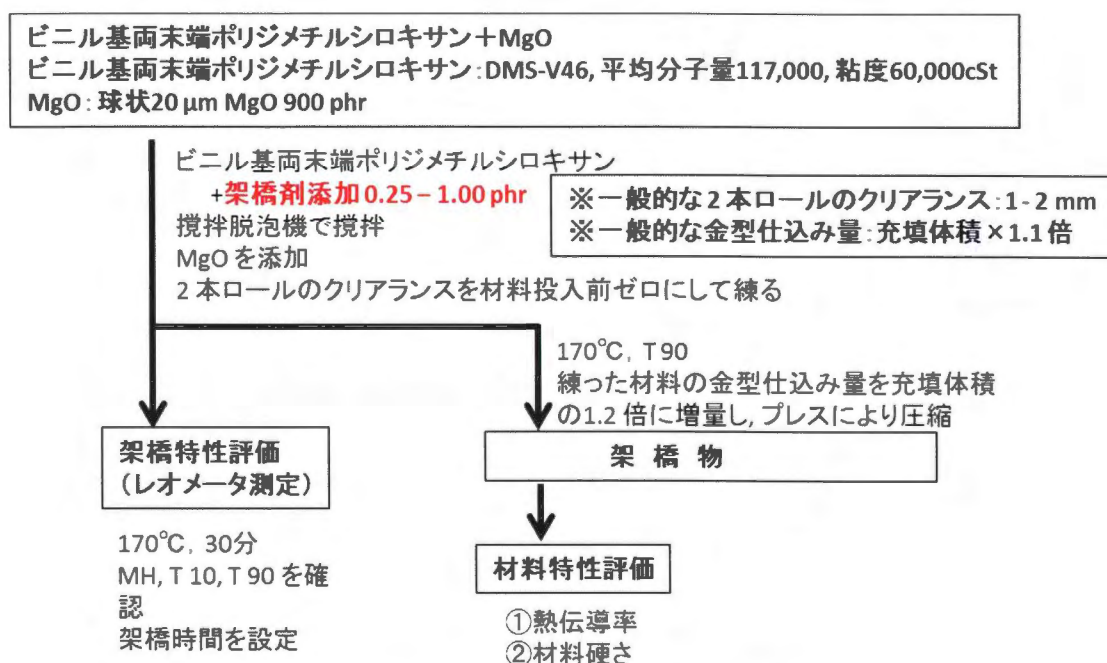 ビニル基両末端ポリジメチルシロキサン＋MgO
ビニル基両末端ポリジメチルシロキサン：DMS-V46, 平均分子量117,000, 粘度60,000cSt
MgO：球状20 μm MgO 900 phr
ビニル基両末端ポリジメチルシロキサン
+架橋剤添加 0.25 – 1.00 phr
撹拌脱泡機で撹拌
MgO を添加
2 本ロールのクリアランスを材料投入前ゼロにして練る
※一般的な2 本ロールのクリアランス：1 - 2 mm
※一般的な金型仕込み量：充填体積×1.1 倍
170℃, T 90
練った材料の金型仕込み量を充填体積
の1.2 倍に増量し, プレスにより圧縮
架橋特性評価
（レオメータ測定）
170℃, 30分
MH, T 10, T 90 を確
認
架橋時間を設定
架 橋 物
材料特性評価
①熱伝導率
②材料硬さ